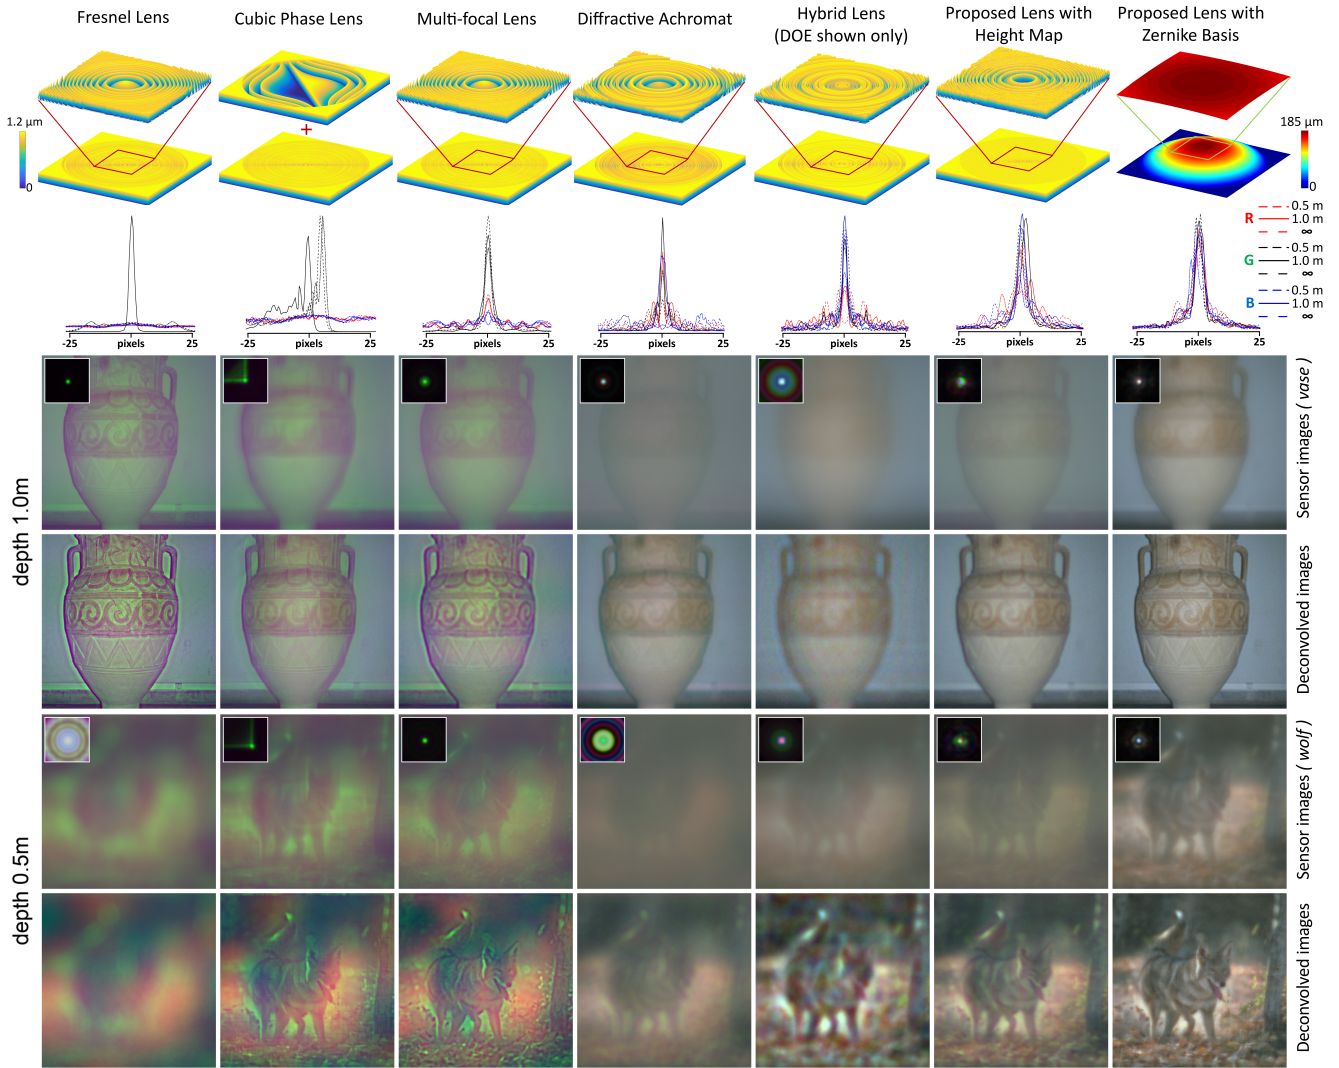 Fresnel Lens
Cubic Phase Lens
Multi-focal Lens
Diffractive Achromat
Hybrid Lens
(DOE shown only)
Proposed Lens with
Height Map
Proposed Lens with
Zernike Basis
1.2 μm
0
+
185 μm
0
R
0.5 m
1.0 m
∞
G
0.5 m
1.0 m
∞
B
0.5 m
1.0 m
∞
-25 pixels 25
-25 pixels 25
-25 pixels 25
-25 pixels 25
-25 pixels 25
-25 pixels 25
-25 pixels 25
depth 1.0m
Sensor images ( vase )
Deconvolved images
depth 0.5m
Sensor images ( wolf )
Deconvolved images